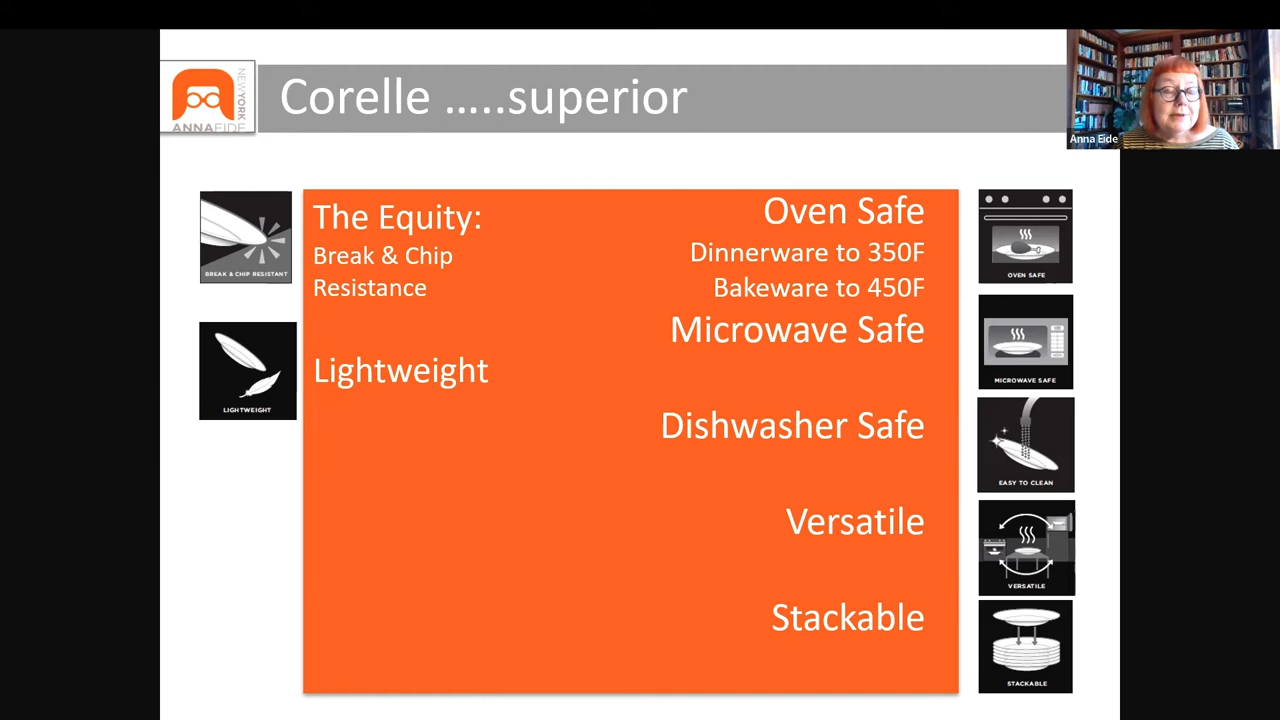 NEW YORK
ANNA EIDE
Corelle …..superior
Anna Eide
BREAK & CHIP RESISTANT
LIGHTWEIGHT
The Equity:
Break & Chip
Resistance
Lightweight
Oven Safe
Dinnerware to 350F
Bakeware to 450F
Microwave Safe
Dishwasher Safe
Versatile
Stackable
OVEN SAFE
MICROWAVE SAFE
EASY TO CLEAN
VERSATILE
STACKABLE